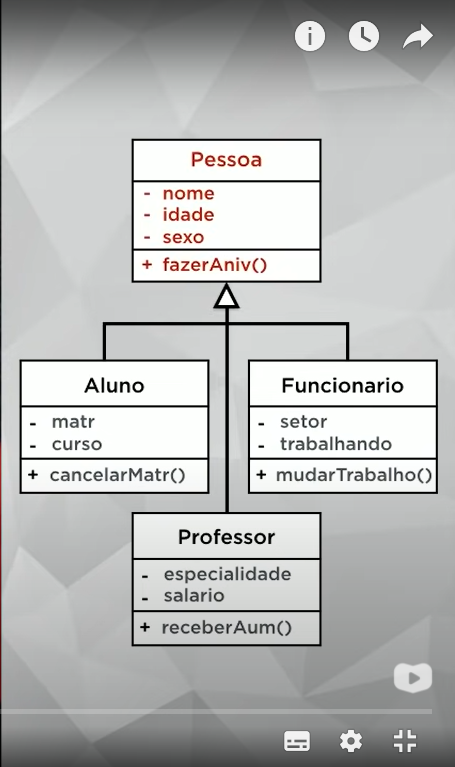 Pessoa
- nome
- idade
- sexo
+ fazerAniv()
Aluno
- matr
- curso
+ cancelarMatr()
Funcionario
- setor
- trabalhando
+ mudarTrabalho()
Professor
- especialidade
- salario
+ receberAum()